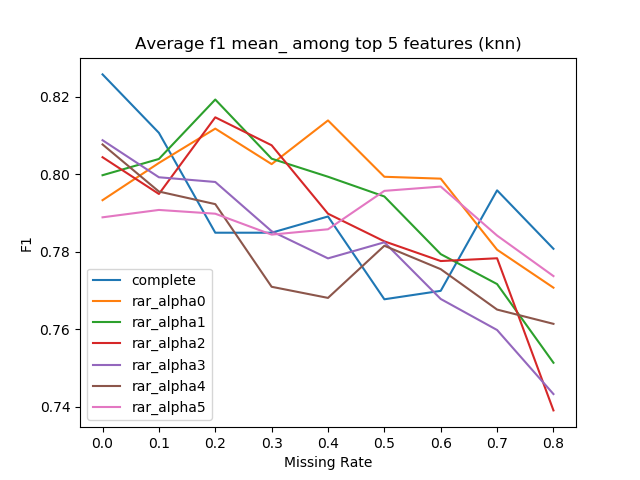 Average f1 mean_ among top 5 features (knn)
0.82
0.80
0.78
0.76
0.74
F1
complete
rar_alpha0
rar_alpha1
rar_alpha2
rar_alpha3
rar_alpha4
rar_alpha5
0.0 0.1 0.2 0.3 0.4 0.5 0.6 0.7 0.8
Missing Rate